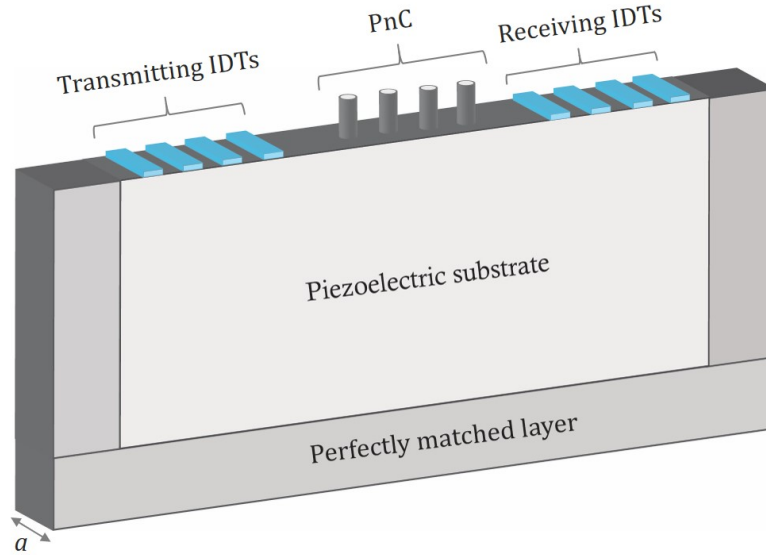 PnC
Receiving IDTs
Transmitting IDTs
Piezoelectric substrate
Perfectly matched layer
a